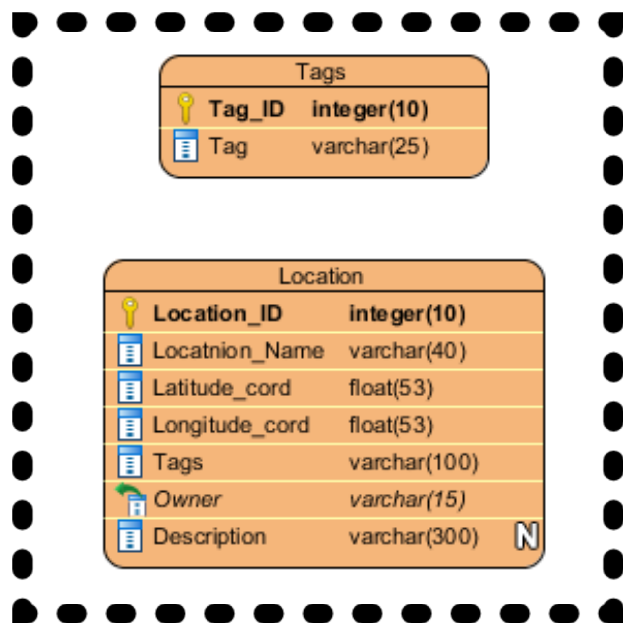 Tags
Tag_ID integer(10)
Tag varchar(25)
Location
Location_ID integer(10)
Locatnion_Name varchar(40)
Latitude_cord float(53)
Longitude_cord float(53)
Tags varchar(100)
Owner varchar(15)
Description varchar(300) N